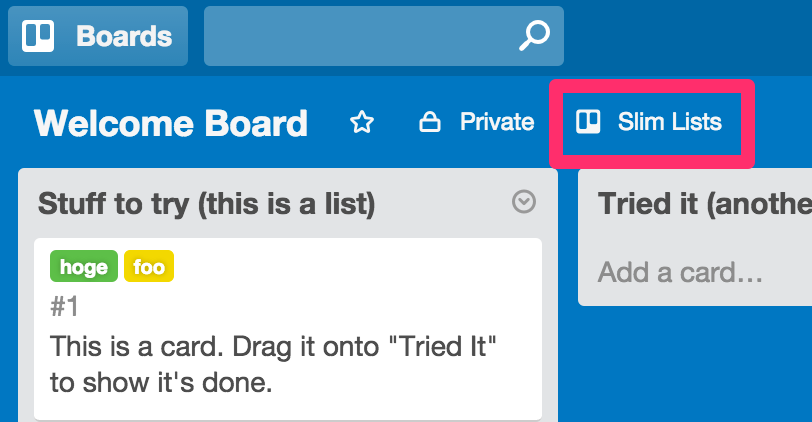 Boards
Welcome Board Private Slim Lists
Stuff to try (this is a list)
hoge foo
#1
This is a card. Drag it onto "Tried It"
to show it's done.
Tried it (anothe
Add a card…